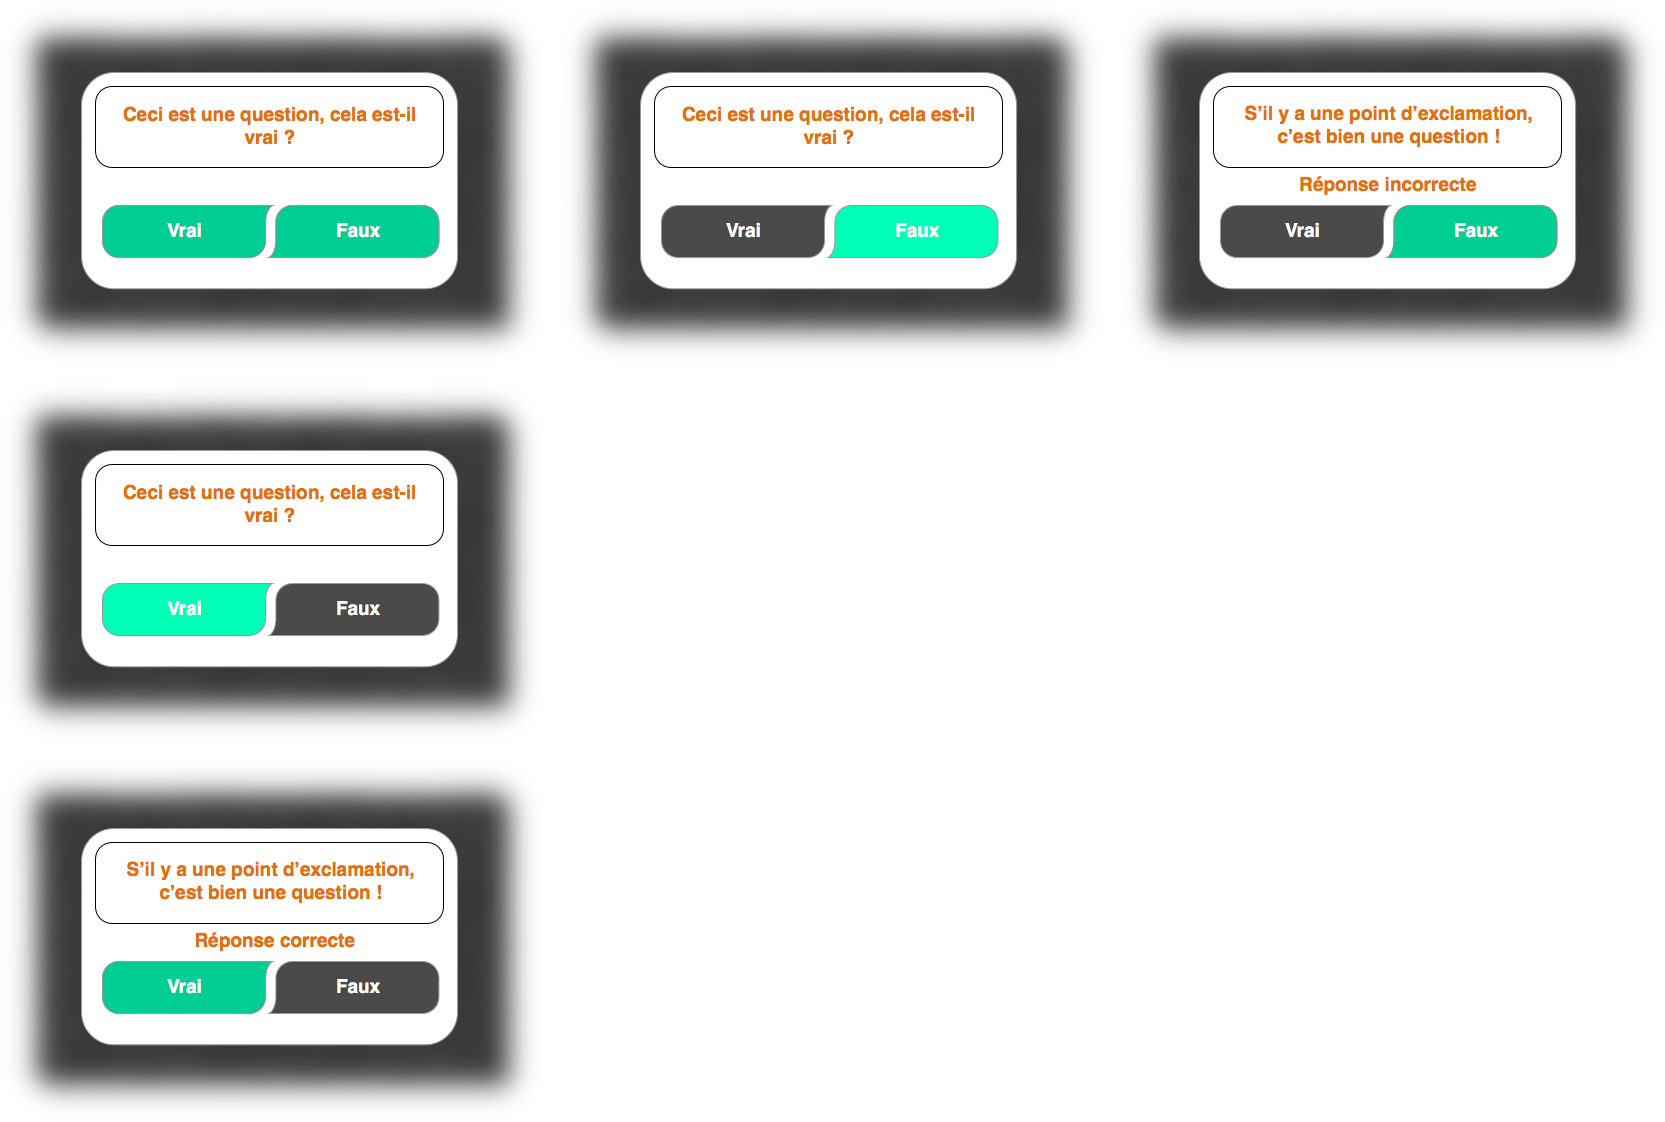 Ceci est une question, cela est-il
vrai ?
Vrai
Faux
Ceci est une question, cela est-il
vrai ?
Vrai
Faux
S’il y a une point d’exclamation,
c’est bien une question !
Réponse incorrecte
Vrai
Faux
Ceci est une question, cela est-il
vrai ?
Vrai
Faux
S’il y a une point d’exclamation,
c’est bien une question !
Réponse correcte
Vrai
Faux